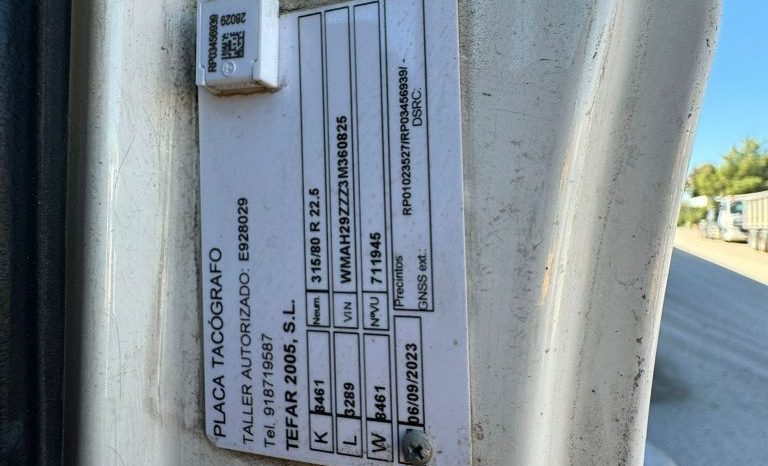 RP03456939
28029
PLACA TACÓGRAFO
TALLER AUTORIZADO: E928029
Tel. 918719587
TEFAR 2005, S.L.
K 8461 Neum. 315/80 R 22.5
L 3289 VIN WMAH29ZZZ3M360825
W 8461 NºVU 711945
06/09/2023 Precintos RP01023527/RP03456939/-
GNSS ext.: DSRC: